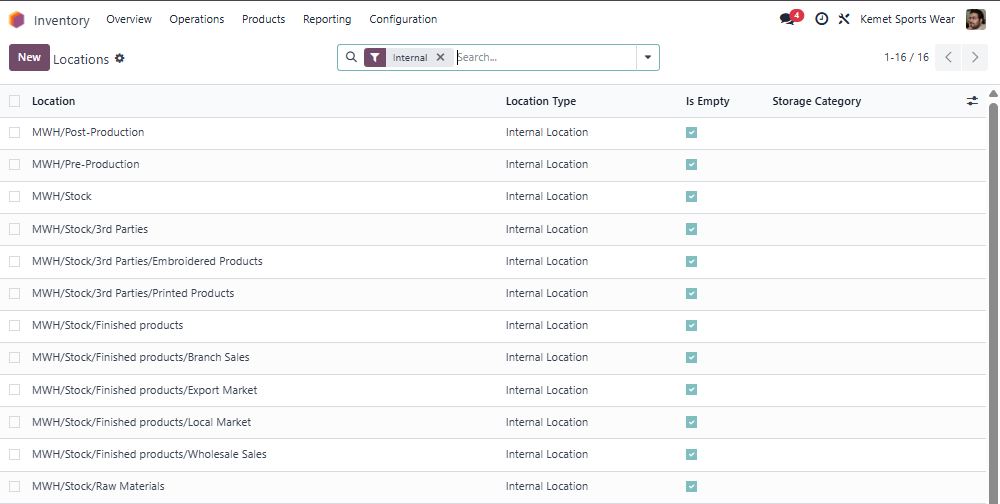 Inventory Overview Operations Products Reporting Configuration 4 Kemet Sports Wear
New Locations Internal Search... 1-16 / 16
Location Location Type Is Empty Storage Category
MWH/Post-Production Internal Location
MWH/Pre-Production Internal Location
MWH/Stock Internal Location
MWH/Stock/3rd Parties Internal Location
MWH/Stock/3rd Parties/Embroidered Products Internal Location
MWH/Stock/3rd Parties/Printed Products Internal Location
MWH/Stock/Finished products Internal Location
MWH/Stock/Finished products/Branch Sales Internal Location
MWH/Stock/Finished products/Export Market Internal Location
MWH/Stock/Finished products/Local Market Internal Location
MWH/Stock/Finished products/Wholesale Sales Internal Location
MWH/Stock/Raw Materials Internal Location